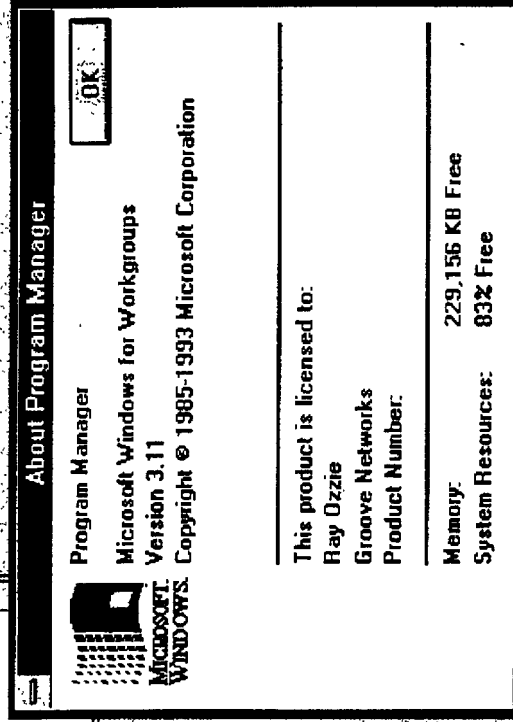 About Program Manager
MICROSOFT.
WINDOWS.
Program Manager
OK
Microsoft Windows for Workgroups
Version 3.11
Copyright © 1985-1993 Microsoft Corporation
This product is licensed to:
Ray Ozzie
Groove Networks
Product Number:
Memory: 229,156 KB Free
System Resources: 83% Free